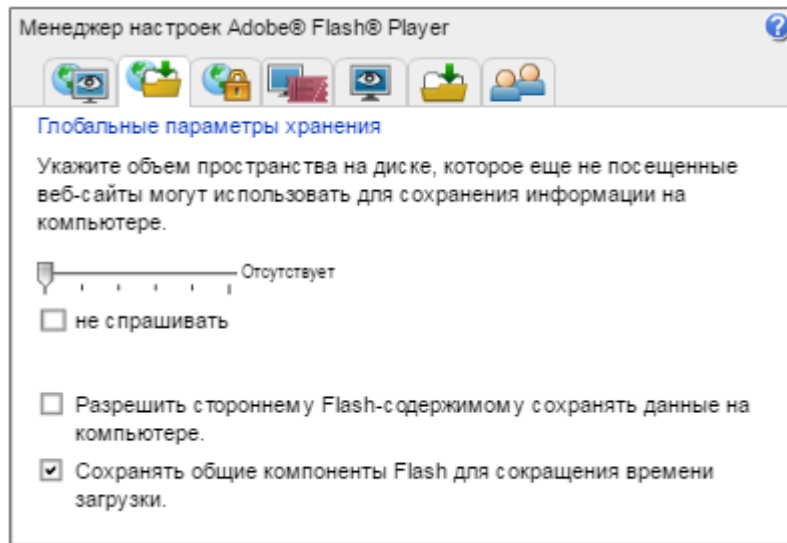 Менеджер настроек Adobe® Flash® Player
?
Глобальные параметры хранения
Укажите объем пространства на диске, которое еще не посещенные
веб-сайты могут использовать для сохранения информации на
компьютере.
Отсутствует
не спрашивать
Разрешить стороннему Flash-содержимому сохранять данные на
компьютере.
Сохранять общие компоненты Flash для сокращения времени
загрузки.